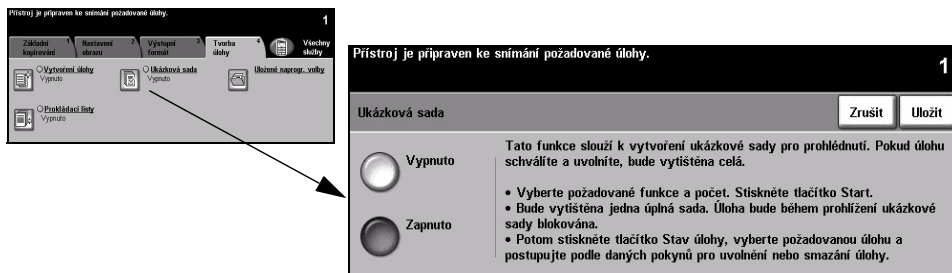 Přístroj je připraven ke snímání požadované úlohy.
1
Základní kopírování 1
Nastavení obrazu 2
Výstupní formát 3
Tvorba úlohy 4
Všechny služby
Vytvoření úlohy
Vypnuto
Ukázková sada
Vypnuto
Uložené naprogr. volby
Prokládací listy
Vypnuto
Přístroj je připraven ke snímání požadované úlohy.
1
Ukázková sada
Zrušit
Uložit
Vypnuto
Zapnuto
Tato funkce slouží k vytvoření ukázkové sady pro prohlédnutí. Pokud úlohu
schválíte a uvolníte, bude vytištěna celá.
• Vyberte požadované funkce a počet. Stiskněte tlačítko Start.
• Bude vytištěna jedna úplná sada. Úloha bude během prohlížení ukázkové
sady blokována.
• Potom stiskněte tlačítko Stav úlohy, vyberte požadovanou úlohu a
postupujte podle daných pokynů pro uvolnění nebo smazání úlohy.